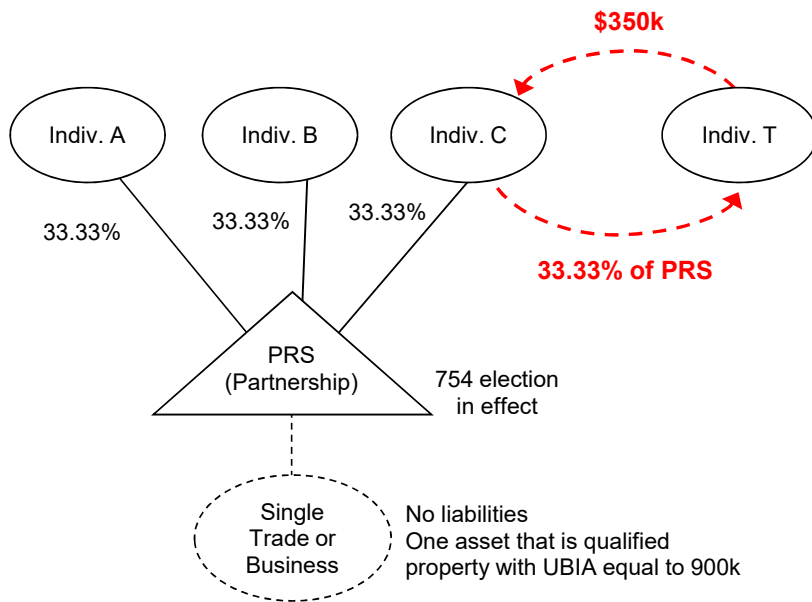 $350k
Indiv. A
Indiv. B
Indiv. C
Indiv. T
33.33%
33.33%
33.33%
33.33% of PRS
PRS
(Partnership)
754 election
in effect
Single
Trade or
Business
No liabilities
One asset that is qualified
property with UBIA equal to 900k